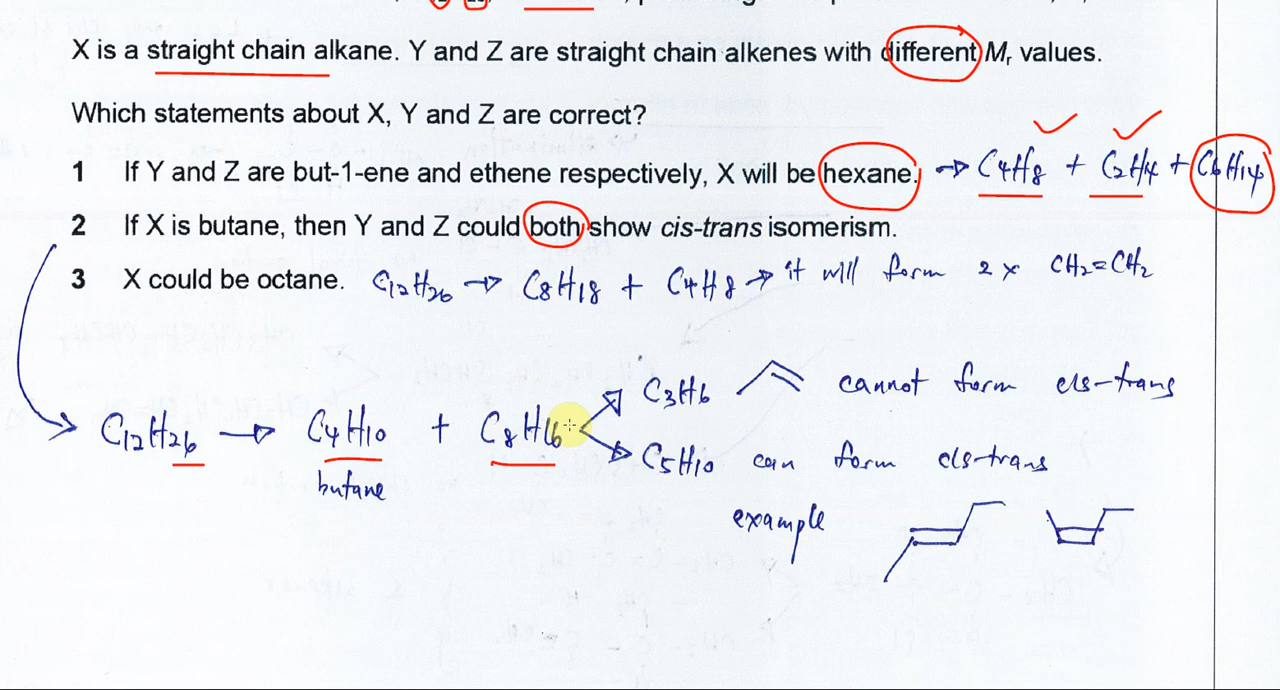 X is a straight chain alkane. Y and Z are straight chain alkenes with different Mᵣ values.
Which statements about X, Y and Z are correct?
1 If Y and Z are but-1-ene and ethene respectively, X will be hexane. → C4H8 + C2H4 + C6H14
2 If X is butane, then Y and Z could both show cis-trans isomerism.
3 X could be octane. C12H26 → C8H18 + C4H8 → it will form 2 x CH2=CH2
C3H6 cannot form cis-trans
C12H26 → C4H10 + C8H16
C5H10 can form cis-trans
butane
example